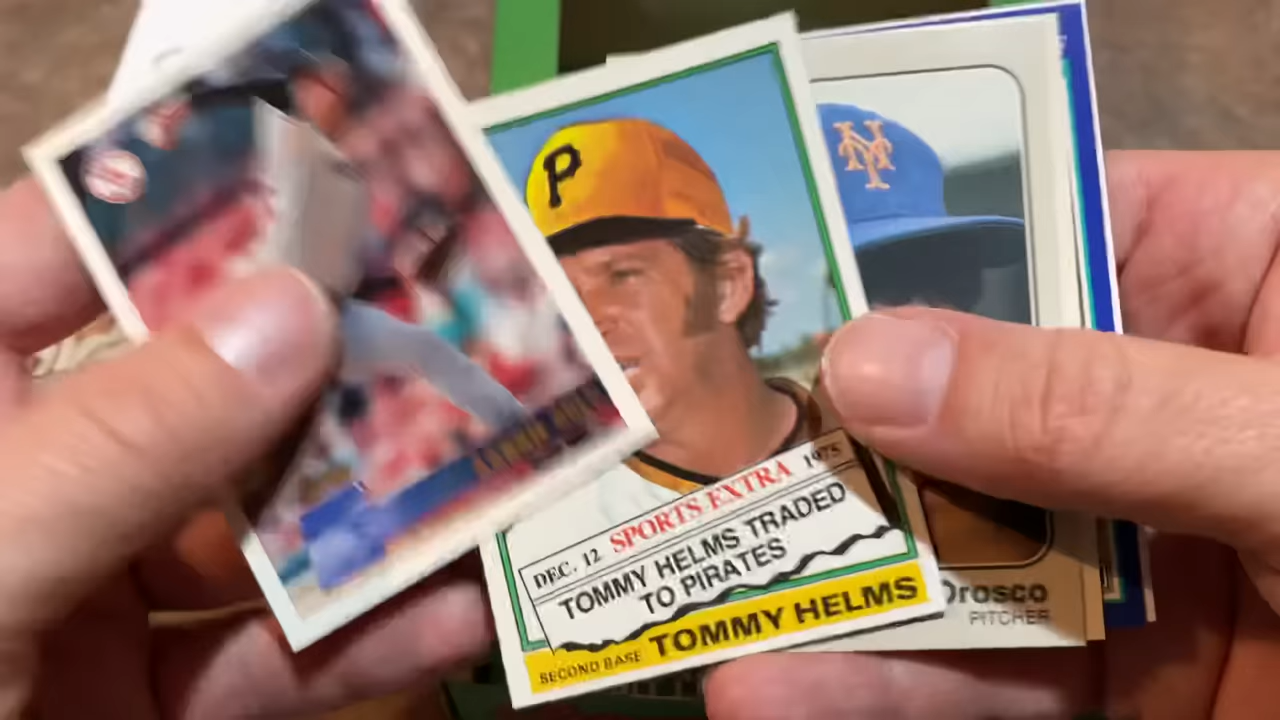 P
NY
DEC. 12 SPORTS EXTRA 1975
TOMMY HELMS TRADED
TO PIRATES
SECOND BASE TOMMY HELMS
Orosco
PITCHER